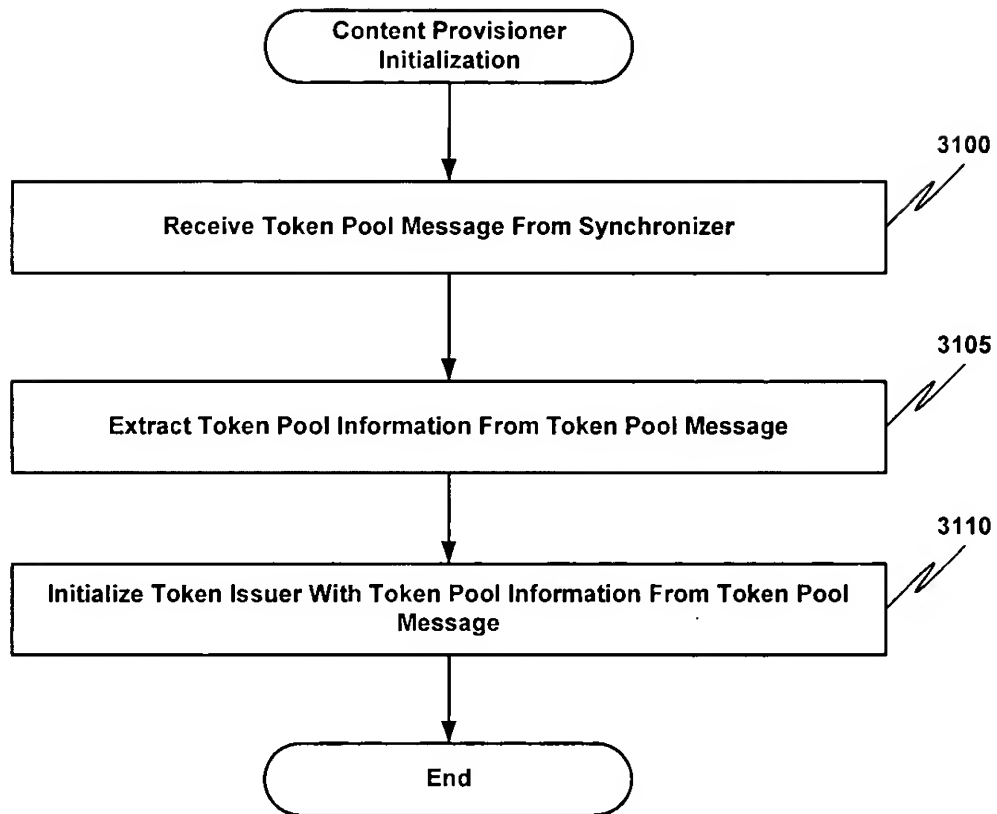 Content Provisioner
Initialization
3100
Receive Token Pool Message From Synchronizer
3105
Extract Token Pool Information From Token Pool Message
3110
Initialize Token Issuer With Token Pool Information From Token Pool
Message
End